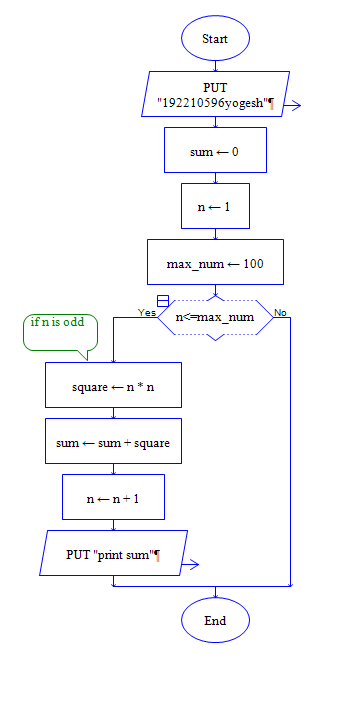 Start
PUT
"192210596yogesh"¶
sum ← 0
n ← 1
max_num ← 100
Yes
n<=max_num
No
if n is odd
square ← n * n
sum ← sum + square
n ← n + 1
PUT "print sum"¶
End